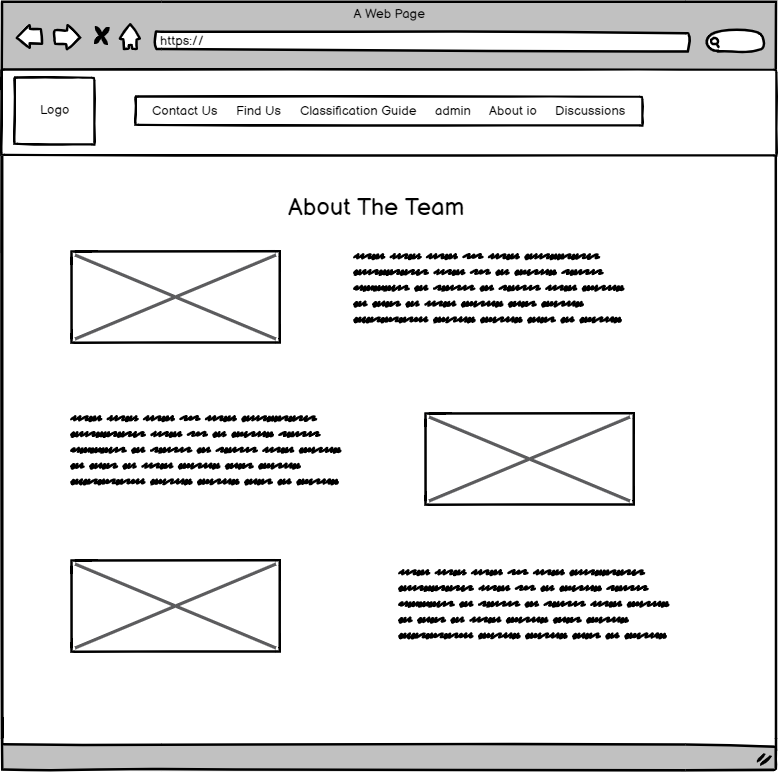 A Web Page
https://
Logo
Contact Us Find Us Classification Guide admin About io Discussions
About The Team